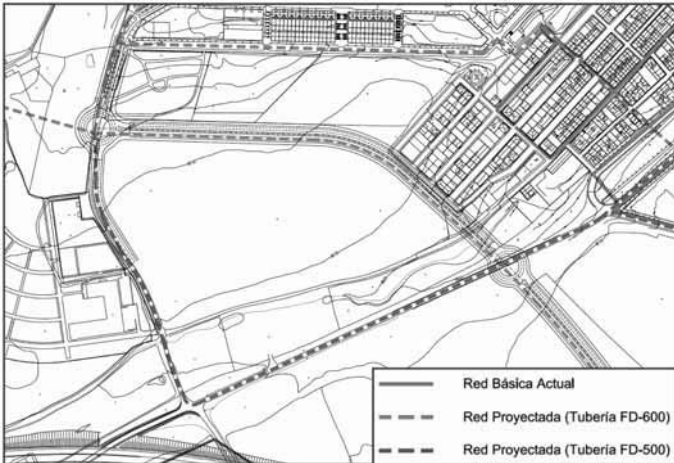 Red Básica Actual
Red Proyectada (Tubería FD-600)
Red Proyectada (Tubería FD-500)